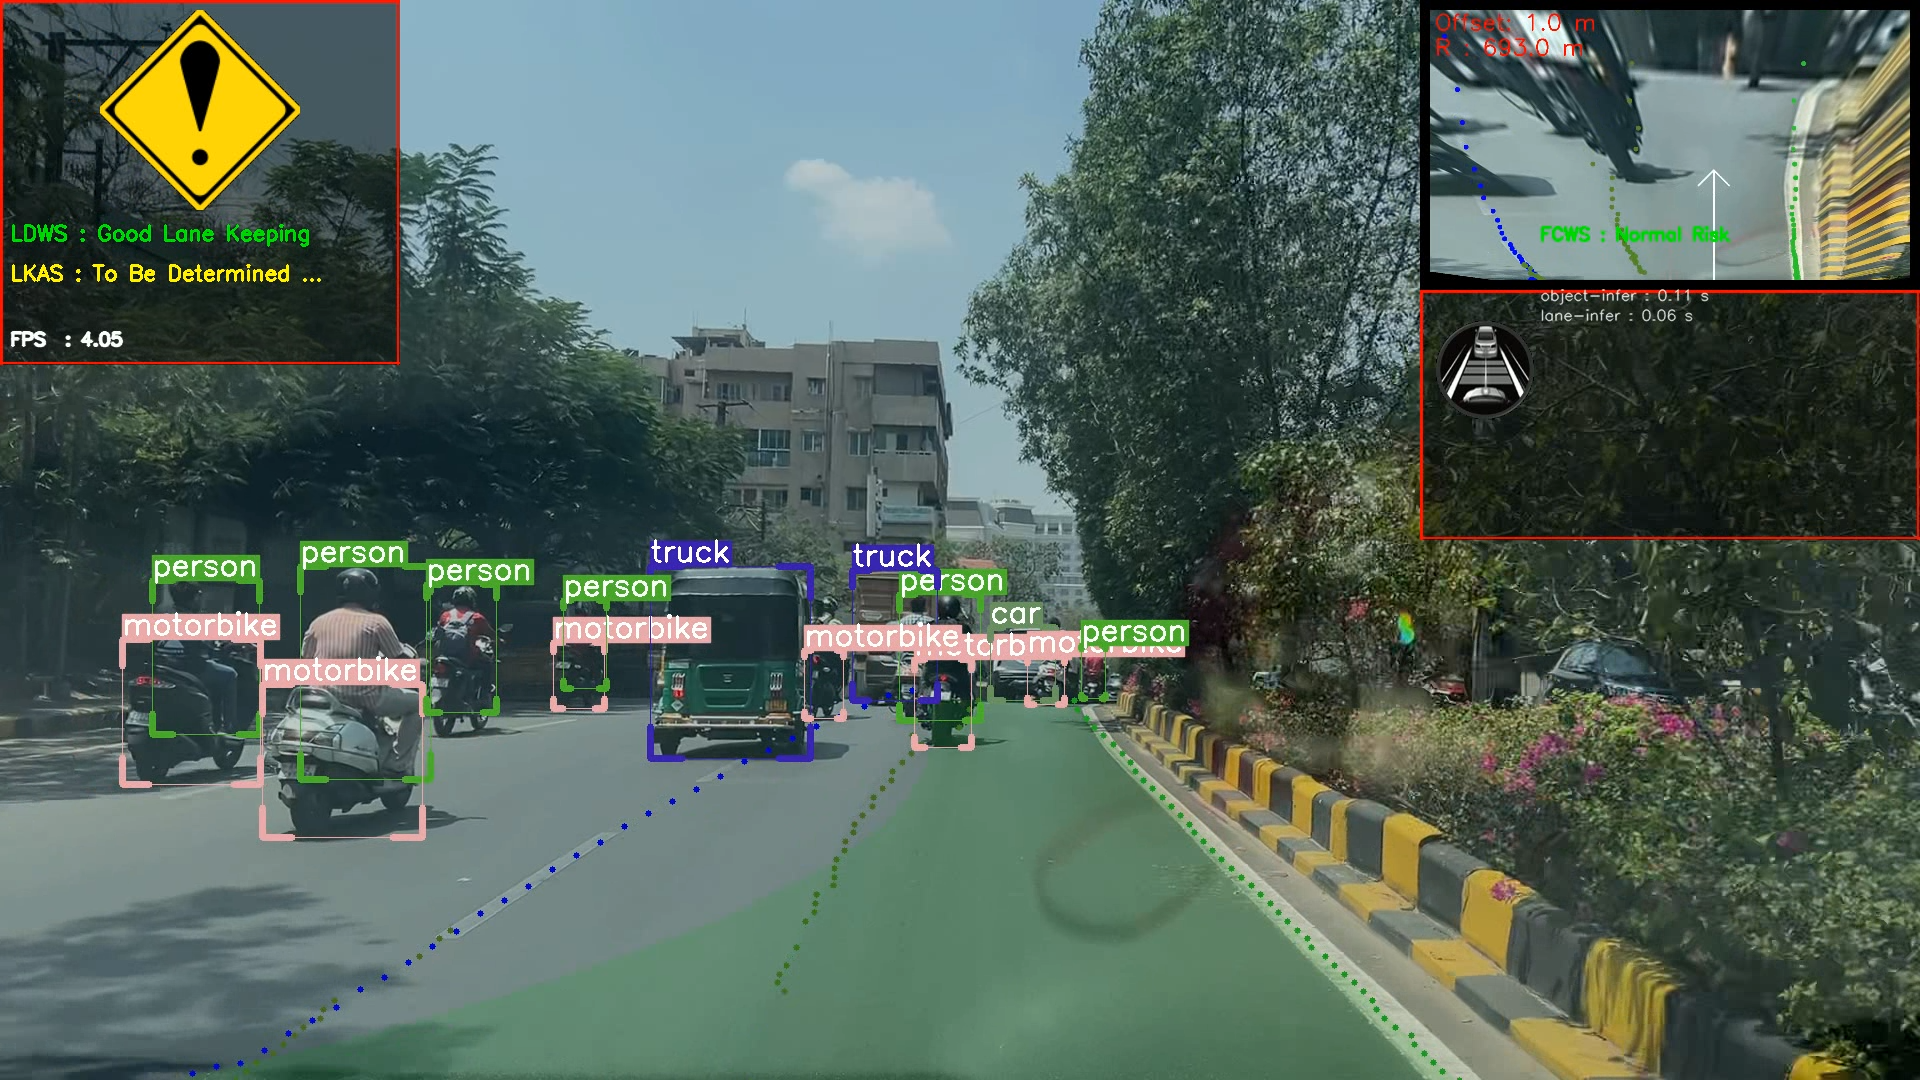 LDWS : Good Lane Keeping
LKAS : To Be Determined ...
FPS : 4.05
Offset: 1.0 m
R : 693.0 m
FCWS : Normal Risk
object-infer : 0.11 s
lane-infer : 0.06 s
person
person
person
person
truck
truck
person
car
person
motorbike
motorbike
motorbike
motorbike